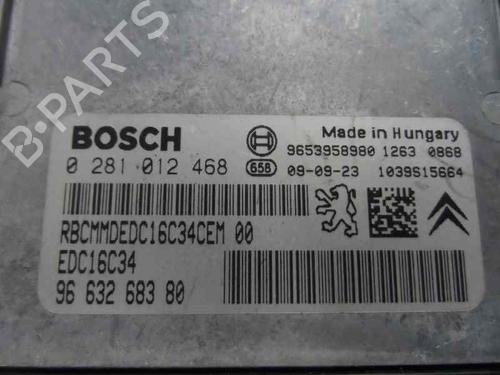 B-PARTS
BOSCH
Made in Hungary
9653958980 1263 0868
0 281 012 468
658
09-09-23 1039S15664
RBCMMDEDC16C34CEM 00
EDC16C34
96 632 683 80